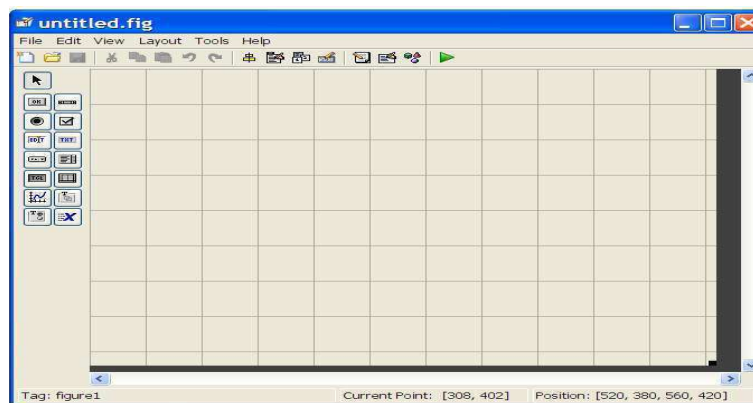 untitled.fig
File Edit View Layout Tools Help
OK
EDIT TXT
TGL
Tag: figure1 Current Point: [308, 402] Position: [520, 380, 560, 420]